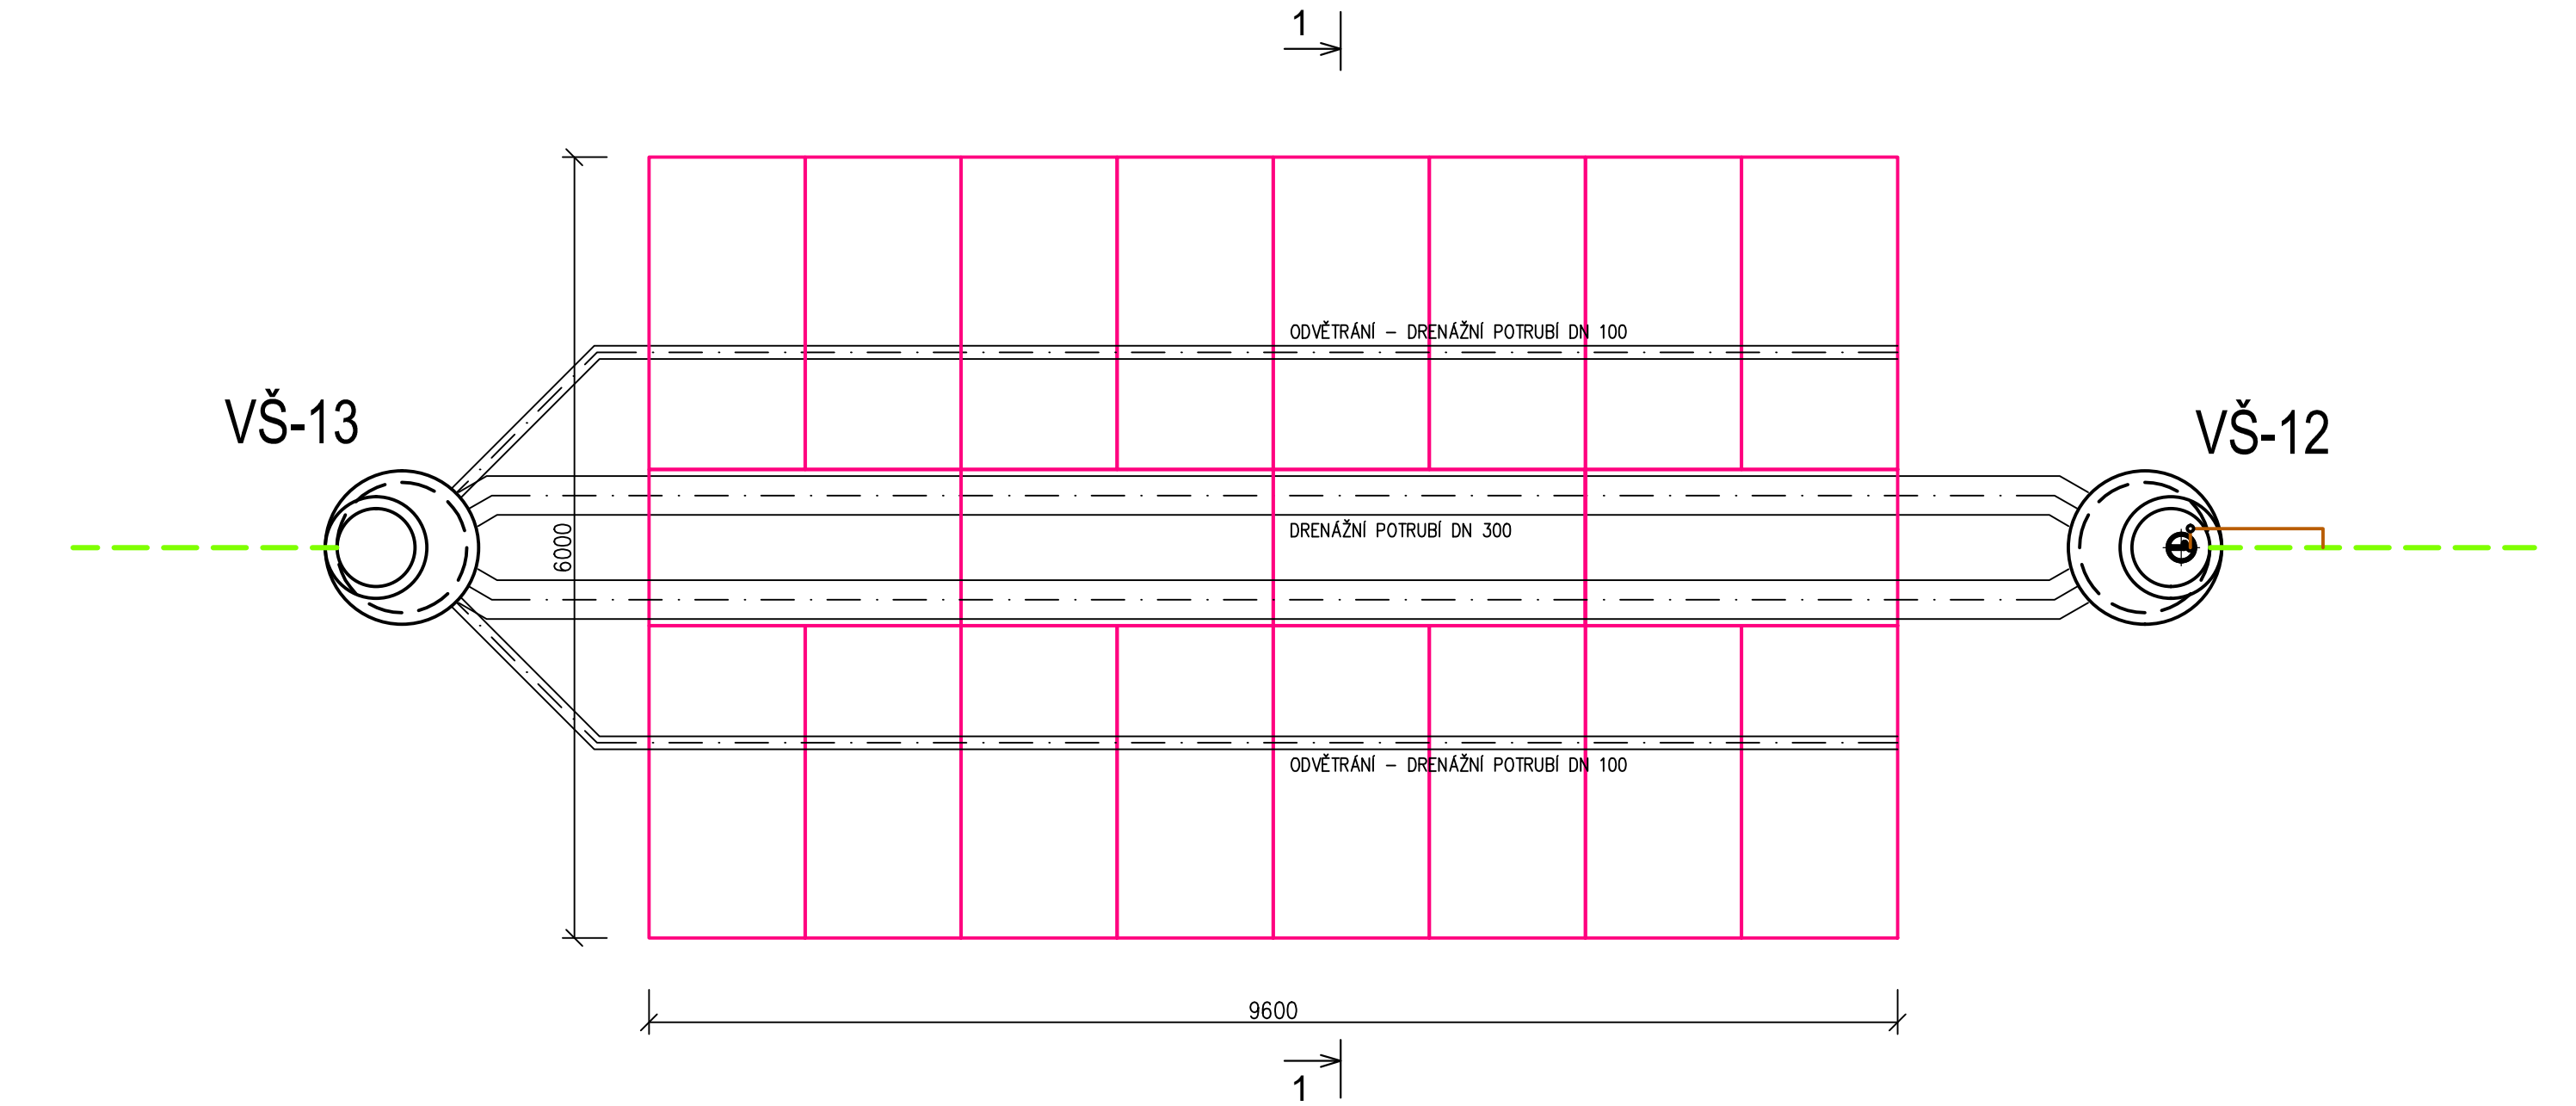 1
ODVĚTRÁNÍ – DRENÁŽNÍ POTRUBÍ DN 100
VŠ-13
VŠ-12
6000
DRENÁŽNÍ POTRUBÍ DN 300
ODVĚTRÁNÍ – DRENÁŽNÍ POTRUBÍ DN 100
9600
1